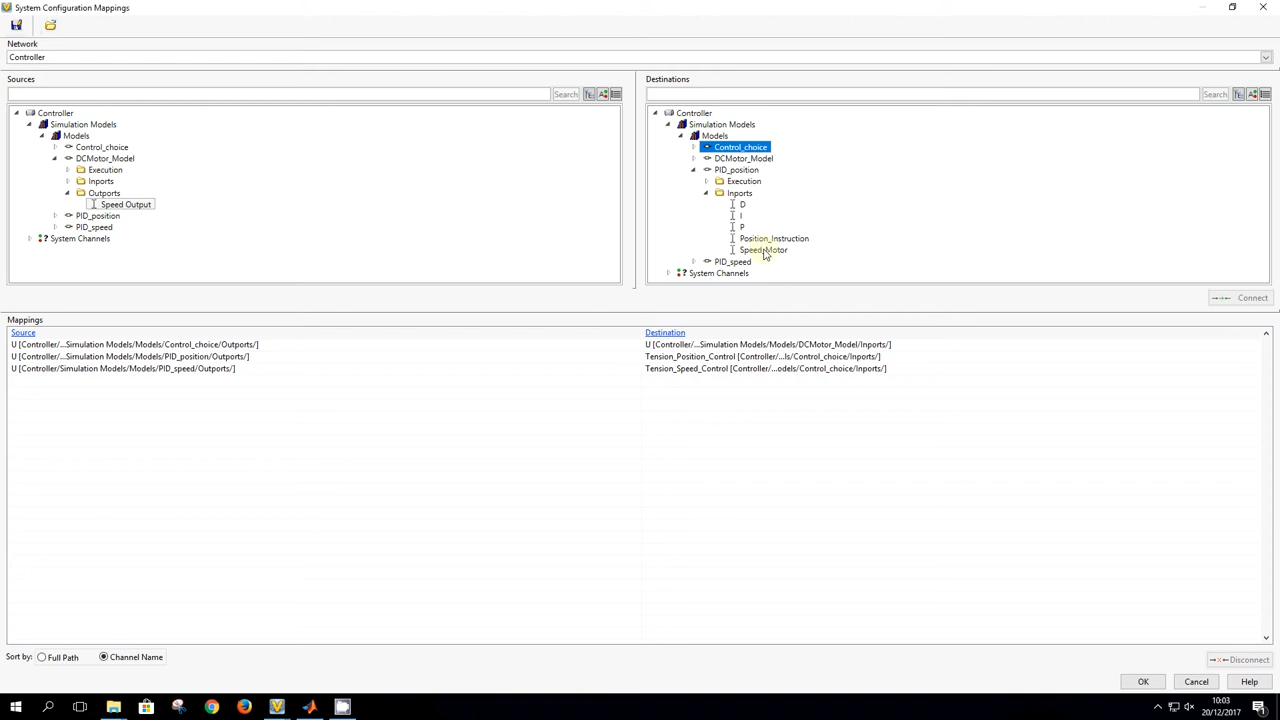 System Configuration Mappings
Network
Controller
Sources
Search
Controller
Simulation Models
Models
Control_choice
DCMotor_Model
Execution
Inports
Outports
Speed Output
PID_position
PID_speed
System Channels
Destinations
Search
Controller
Simulation Models
Models
Control_choice
DCMotor_Model
PID_position
Execution
Inports
D
I
P
Position_Instruction
Speed_Motor
PID_speed
System Channels
Connect
Mappings
Source Destination
U [Controller/...Simulation Models/Models/Control_choice/Outports/] U [Controller/...Simulation Models/Models/DCMotor_Model/Inports/]
U [Controller/...Simulation Models/Models/PID_position/Outports/] Tension_Position_Control [Controller/...ls/Control_choice/Inports/]
U [Controller/Simulation Models/Models/PID_speed/Outports/] Tension_Speed_Control [Controller/...odels/Control_choice/Inports/]
Sort by: Full Path Channel Name
Disconnect
OK Cancel Help
10:03
20/12/2017